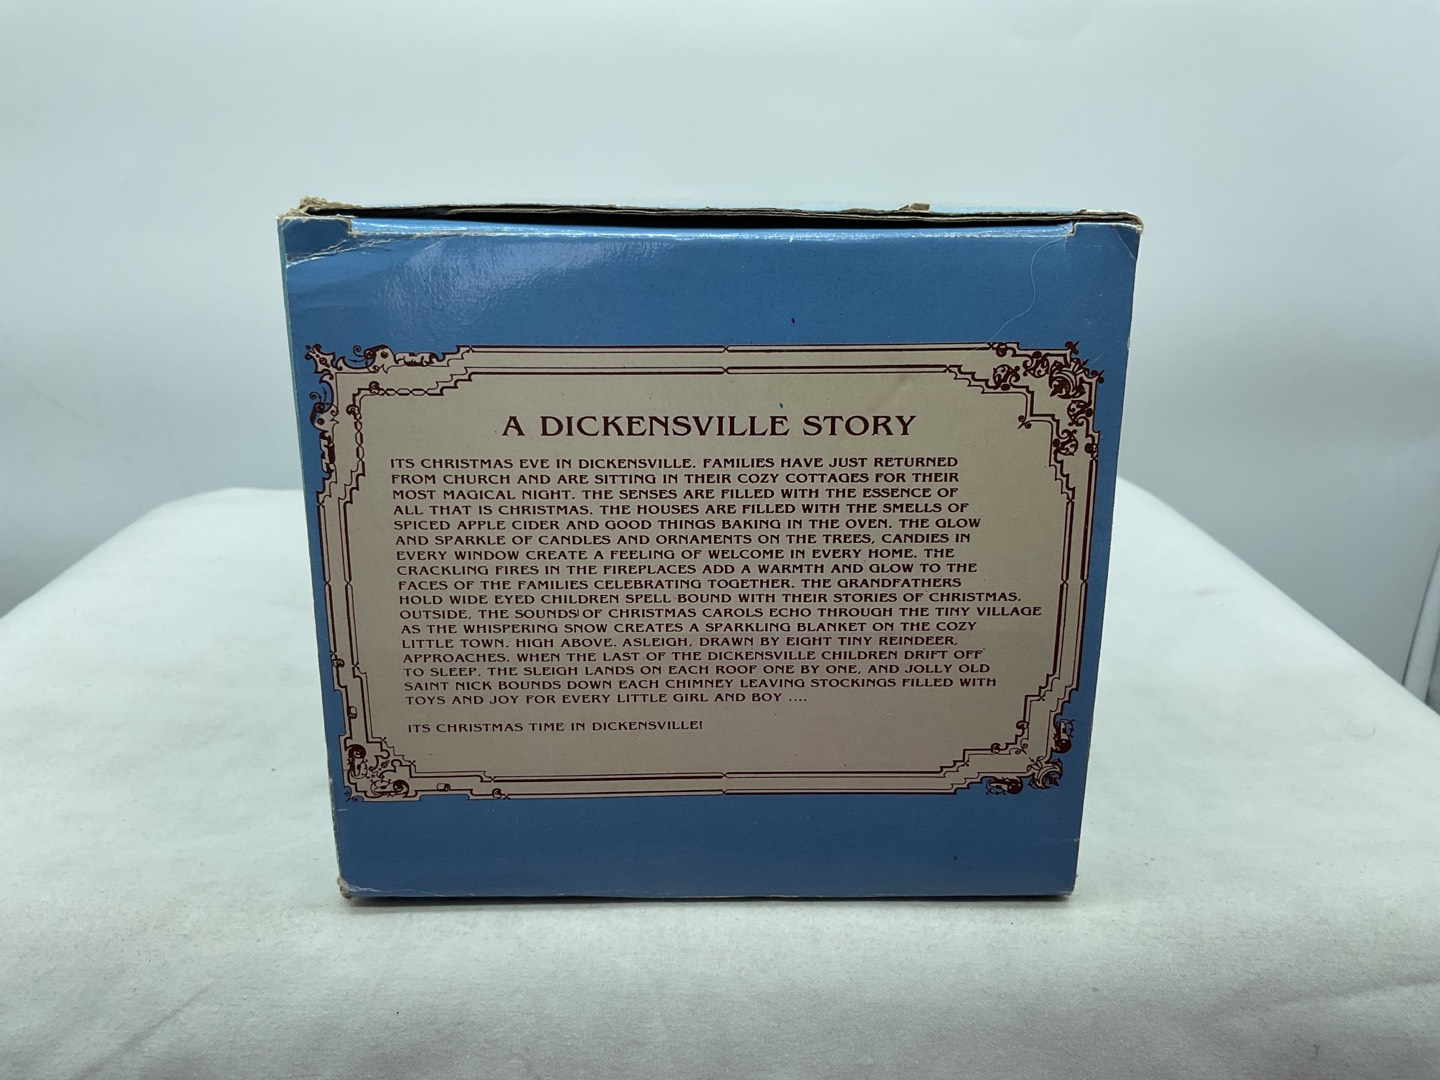 A DICKENSVILLE STORY
ITS CHRISTMAS EVE IN DICKENSVILLE. FAMILIES HAVE JUST RETURNED
FROM CHURCH AND ARE SITTING IN THEIR COZY COTTAGES FOR THEIR
MOST MAGICAL NIGHT. THE SENSES ARE FILLED WITH THE ESSENCE OF
ALL THAT IS CHRISTMAS. THE HOUSES ARE FILLED WITH THE SMELLS OF
SPICED APPLE CIDER AND GOOD THINGS BAKING IN THE OVEN. THE GLOW
AND SPARKLE OF CANDLES AND ORNAMENTS ON THE TREES, CANDIES IN
EVERY WINDOW CREATE A FEELING OF WELCOME IN EVERY HOME. THE
CRACKLING FIRES IN THE FIREPLACES ADD A WARMTH AND GLOW TO THE
FACES OF THE FAMILIES CELEBRATING TOGETHER. THE GRANDFATHERS
HOLD WIDE EYED CHILDREN SPELL BOUND WITH THEIR STORIES OF CHRISTMAS.
OUTSIDE, THE SOUNDS OF CHRISTMAS CAROLS ECHO THROUGH THE TINY VILLAGE
AS THE WHISPERING SNOW CREATES A SPARKLING BLANKET ON THE COZY
LITTLE TOWN. HIGH ABOVE. ASLEIGH, DRAWN BY EIGHT TINY REINDEER,
APPROACHES. WHEN THE LAST OF THE DICKENSVILLE CHILDREN DRIFT OFF
TO SLEEP, THE SLEIGH LANDS ON EACH ROOF ONE BY ONE, AND JOLLY OLD
SAINT NICK BOUNDS DOWN EACH CHIMNEY LEAVING STOCKINGS FILLED WITH
TOYS AND JOY FOR EVERY LITTLE GIRL AND BOY ....
ITS CHRISTMAS TIME IN DICKENSVILLE!